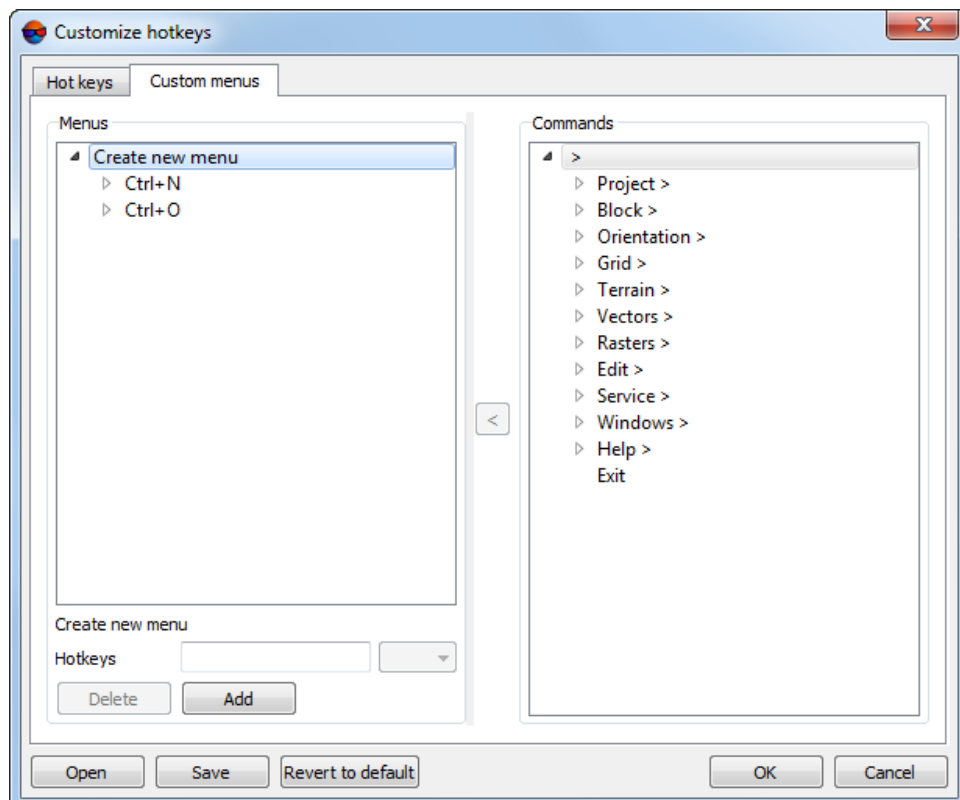 Customize hotkeys
Hot keys
Custom menus
Menus
Create new menu
Ctrl+N
Ctrl+O
Create new menu
Hotkeys
Delete
Add
<
Commands
>
Project >
Block >
Orientation >
Grid >
Terrain >
Vectors >
Rasters >
Edit >
Service >
Windows >
Help >
Exit
Open
Save
Revert to default
OK
Cancel